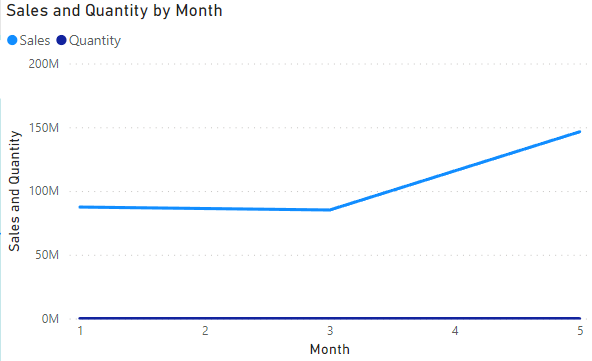 Sales and Quantity by Month
Sales Quantity
200M
150M
100M
50M
0M
Sales and Quantity
1 2 3 4 5
Month